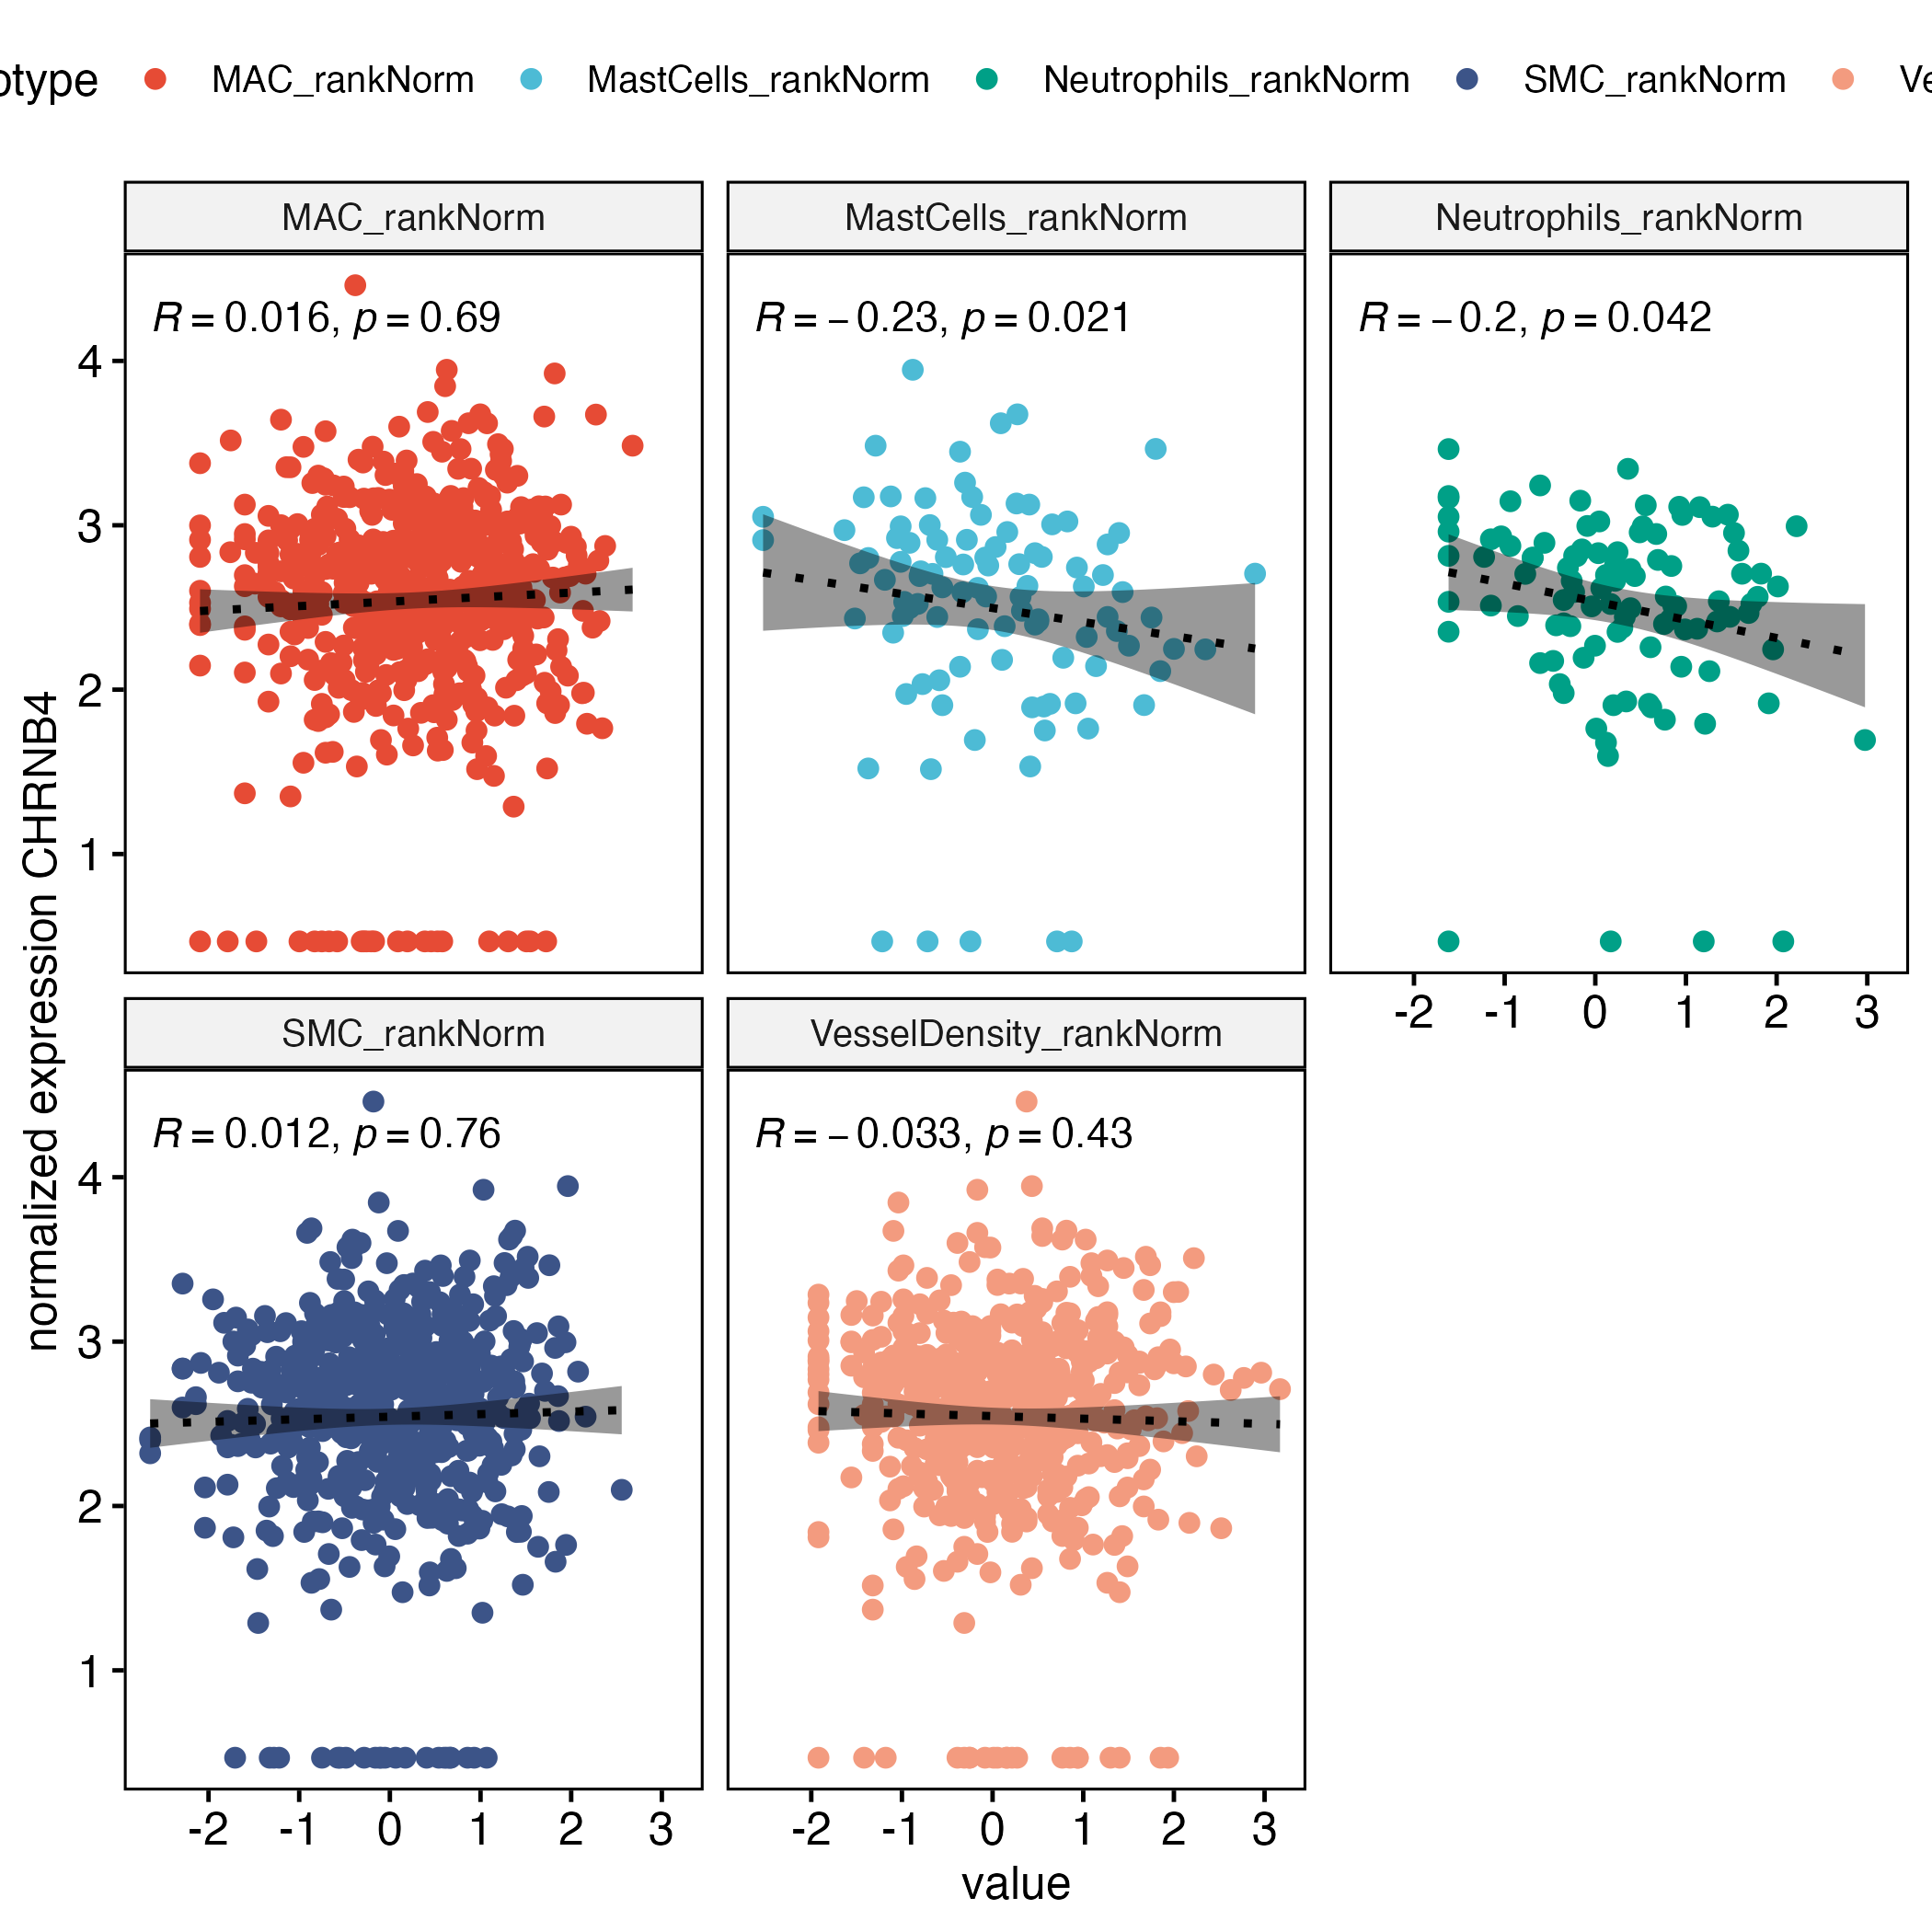 otype MAC_rankNorm MastCells_rankNorm Neutrophils_rankNorm SMC_rankNorm Ve
MAC_rankNorm MastCells_rankNorm Neutrophils_rankNorm
R = 0.016, p = 0.69 R = −0.23, p = 0.021 R = −0.2, p = 0.042
4
3
2
1
-2 -1 0 1 2 3
normalized expression CHRNB4
SMC_rankNorm VesselDensity_rankNorm
R = 0.012, p = 0.76 R = −0.033, p = 0.43
4
3
2
1
-2 -1 0 1 2 3 -2 -1 0 1 2 3
value